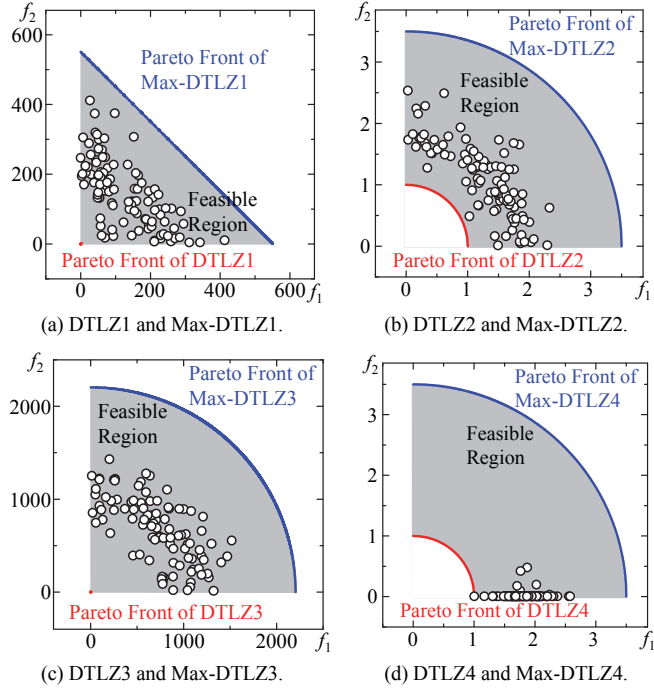 f2
600
400
200
0
Pareto Front of
Max-DTLZ1
Feasible
Region
Pareto Front of DTLZ1
0 200 400 600
f1
(a) DTLZ1 and Max-DTLZ1.
f2
3
2
1
0
Pareto Front of
Max-DTLZ2
Feasible
Region
Pareto Front of DTLZ2
0 1 2 3
f1
(b) DTLZ2 and Max-DTLZ2.
f2
2000
1000
0
Pareto Front of
Max-DTLZ3
Feasible
Region
Pareto Front of DTLZ3
0 1000 2000
f1
(c) DTLZ3 and Max-DTLZ3.
f2
3
2
1
0
Pareto Front of
Max-DTLZ4
Feasible
Region
Pareto Front of DTLZ4
0 1 2 3
f1
(d) DTLZ4 and Max-DTLZ4.